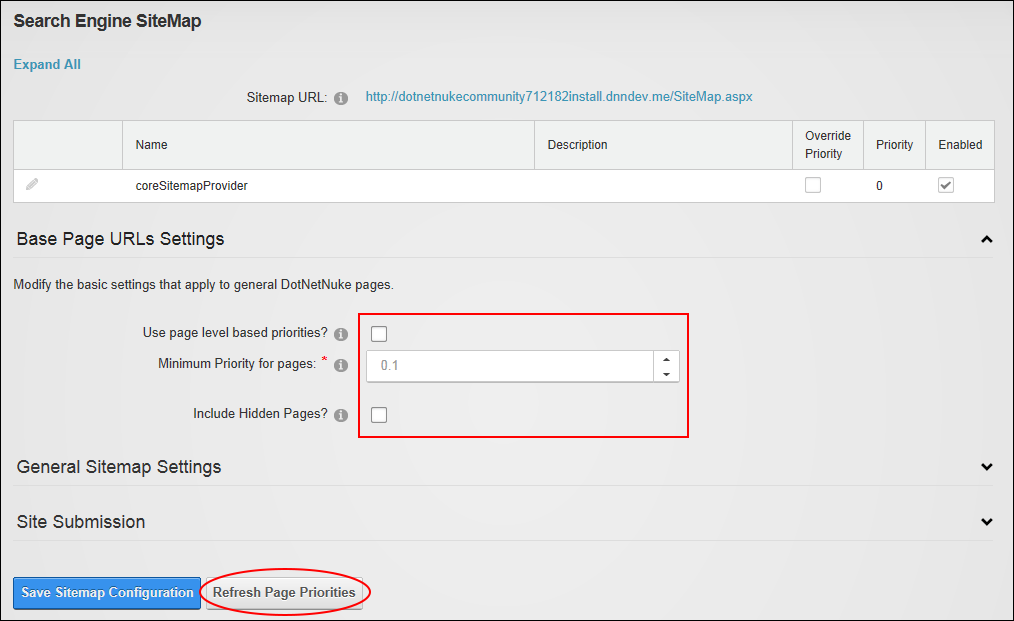 Search Engine SiteMap
Expand All
Sitemap URL: http://dotnetnukecommunity712182install.dnndev.me/SiteMap.aspx
Name Description Override Priority Priority Enabled
coreSitemapProvider 0
Base Page URLs Settings
Modify the basic settings that apply to general DotNetNuke pages.
Use page level based priorities?
Minimum Priority for pages: * 0.1
Include Hidden Pages?
General Sitemap Settings
Site Submission
Save Sitemap Configuration Refresh Page Priorities